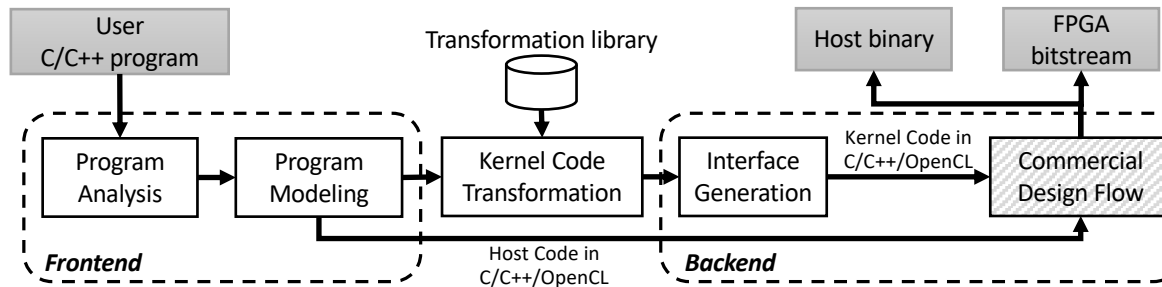 User
C/C++ program
Transformation library
Host binary
FPGA
bitstream
Program
Analysis
Program
Modeling
Kernel Code
Transformation
Interface
Generation
Kernel Code in
C/C++/OpenCL
Commercial
Design Flow
Frontend
Host Code in
C/C++/OpenCL
Backend